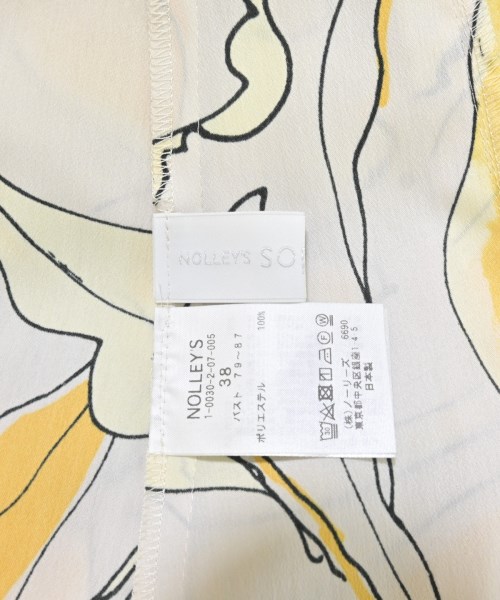 NOLLEY'S SO
NOLLEY'S
1-0030-2-07-005
38
バスト 79~87
ポリエステル 100%
(株)ノーリーズ 6690
東京都中央区銀座1 4 5
日本製